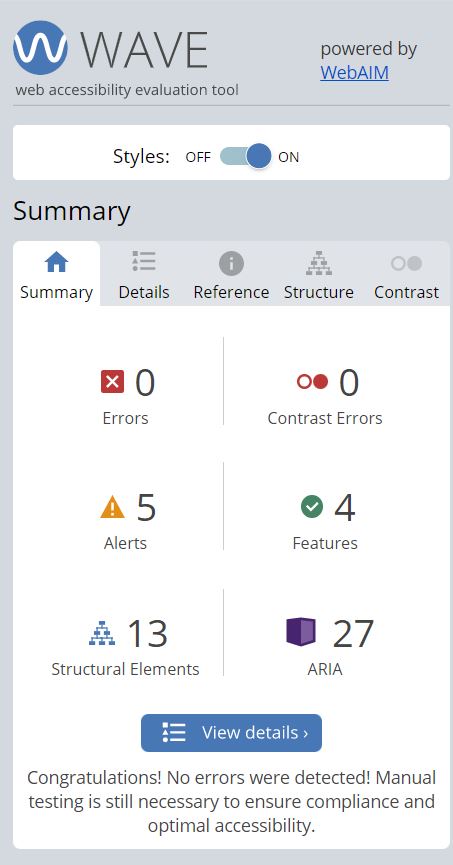 WAVE
web accessibility evaluation tool
powered by
WebAIM
Styles: OFF ON
Summary
Summary Details Reference Structure Contrast
0 0
Errors Contrast Errors
5 4
Alerts Features
13 27
Structural Elements ARIA
View details ›
Congratulations! No errors were detected! Manual
testing is still necessary to ensure compliance and
optimal accessibility.